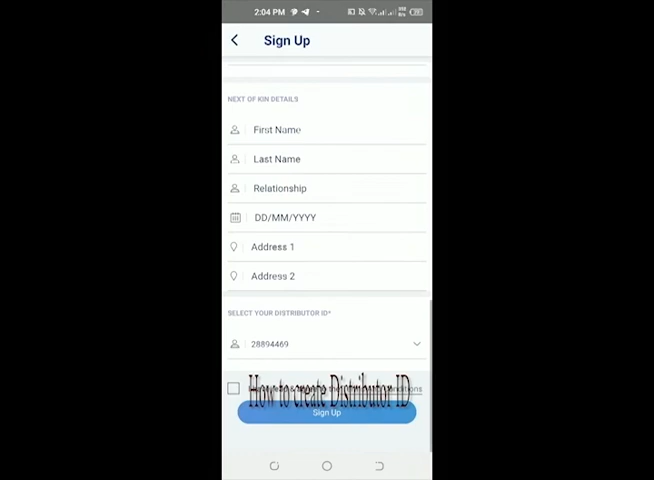 2:04 PM
Sign Up
NEXT OF KIN DETAILS
First Name
Last Name
Relationship
DD/MM/YYYY
Address 1
Address 2
SELECT YOUR DISTRIBUTOR ID*
28894469
How to create Distributor ID
Sign Up